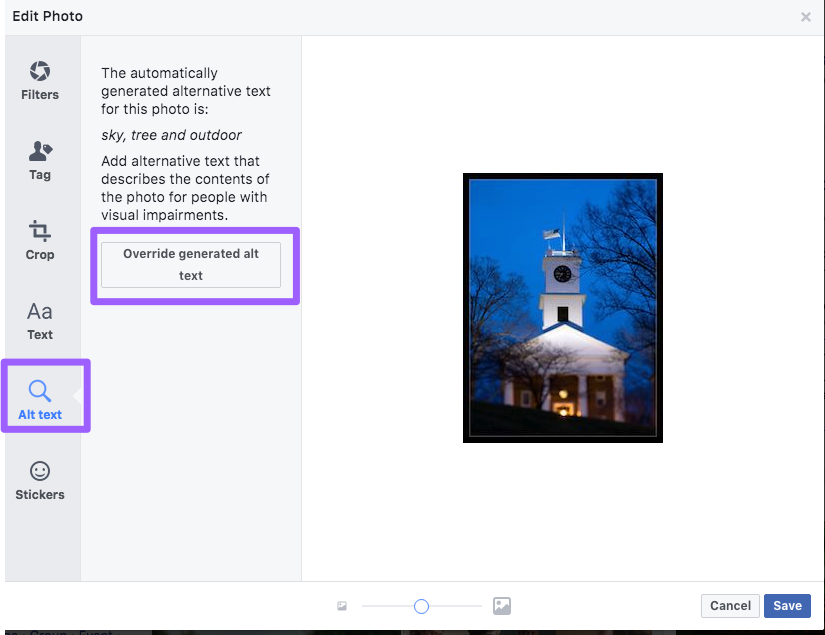 Edit Photo
Filters
Tag
Crop
Aa
Text
Alt text
Stickers
The automatically
generated alternative text
for this photo is:
sky, tree and outdoor
Add alternative text that
describes the contents of
the photo for people with
visual impairments.
Override generated alt
text
Cancel
Save